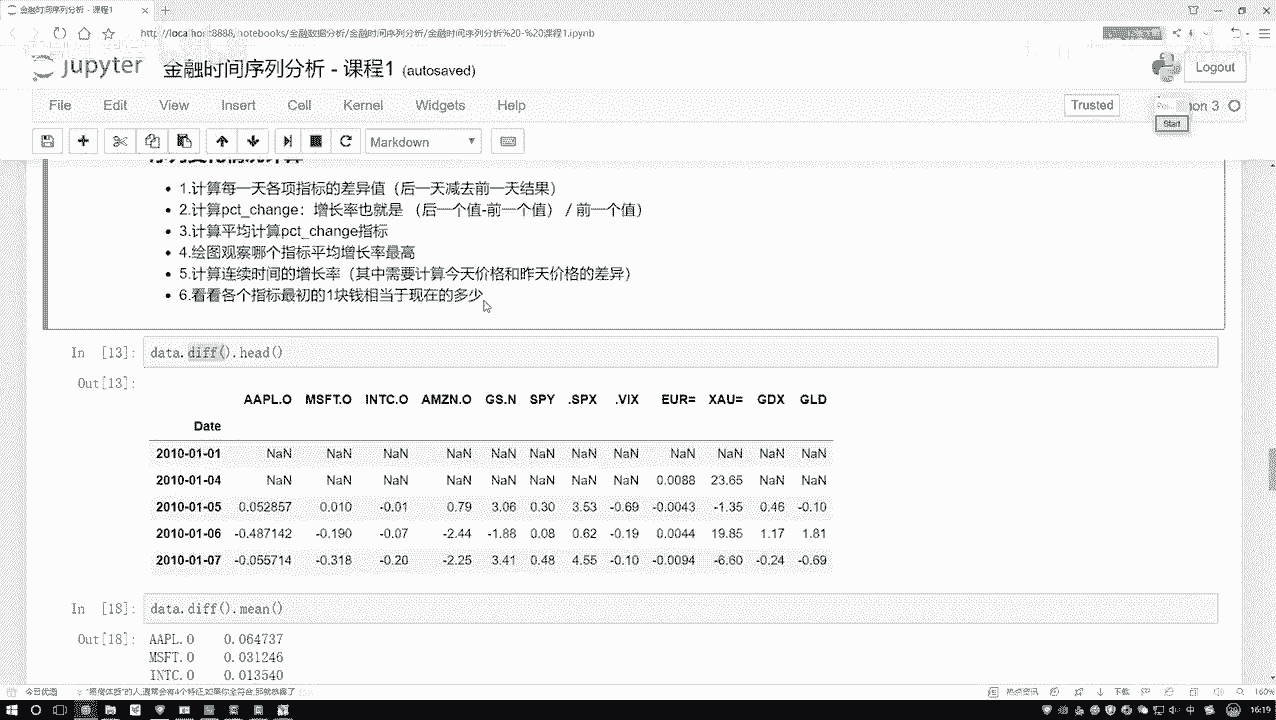 金融时间序列分析 - 课程1
http://localhost:8888/notebooks/金融数据分析/金融时间序列分析/金融时间序列分析%20-%20课程1.ipynb
jupyter 金融时间序列分析 - 课程1 (autosaved)
Logout
File Edit View Insert Cell Kernel Widgets Help
Trusted
on 3
Start
Markdown
1.计算每一天各项指标的差异值（后一天减去前一天结果）
2.计算pct_change：增长率也就是 （后一个值-前一个值）/ 前一个值）
3.计算平均计算pct_change指标
4.绘图观察哪个指标平均增长率最高
5.计算连续时间的增长率（其中需要计算今天价格和昨天价格的差异）
6.看看各个指标最初的1块钱相当于现在的多少
In [13]: data.diff().head()
Out[13]:
AAPL.O MSFT.O INTC.O AMZN.O GS.N SPY .SPX .VIX EUR= XAU= GDX GLD
Date
2010-01-01 NaN NaN NaN NaN NaN NaN NaN NaN NaN NaN NaN NaN
2010-01-04 NaN NaN NaN NaN NaN NaN NaN NaN 0.0088 23.65 NaN NaN
2010-01-05 0.052857 0.010 -0.01 0.79 3.06 0.30 3.53 -0.69 -0.0043 -1.35 0.46 -0.10
2010-01-06 -0.487142 -0.190 -0.07 -2.44 -1.88 0.08 0.62 -0.19 0.0044 19.85 1.17 1.81
2010-01-07 -0.055714 -0.318 -0.20 -2.25 3.41 0.48 4.55 -0.10 -0.0094 -6.60 -0.24 -0.69
In [18]: data.diff().mean()
Out[18]: AAPL.O 0.064737
MSFT.O 0.031246
INTC.O 0.013540
今日优选
热点资讯
下载
160%
中
16:19